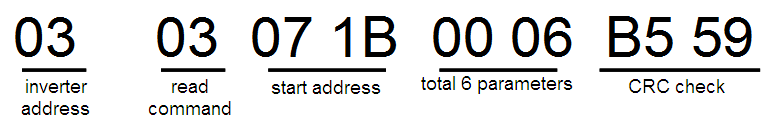 03 03 07 1B 00 06 B5 59
inverter address
read command
start address
total 6 parameters
CRC check